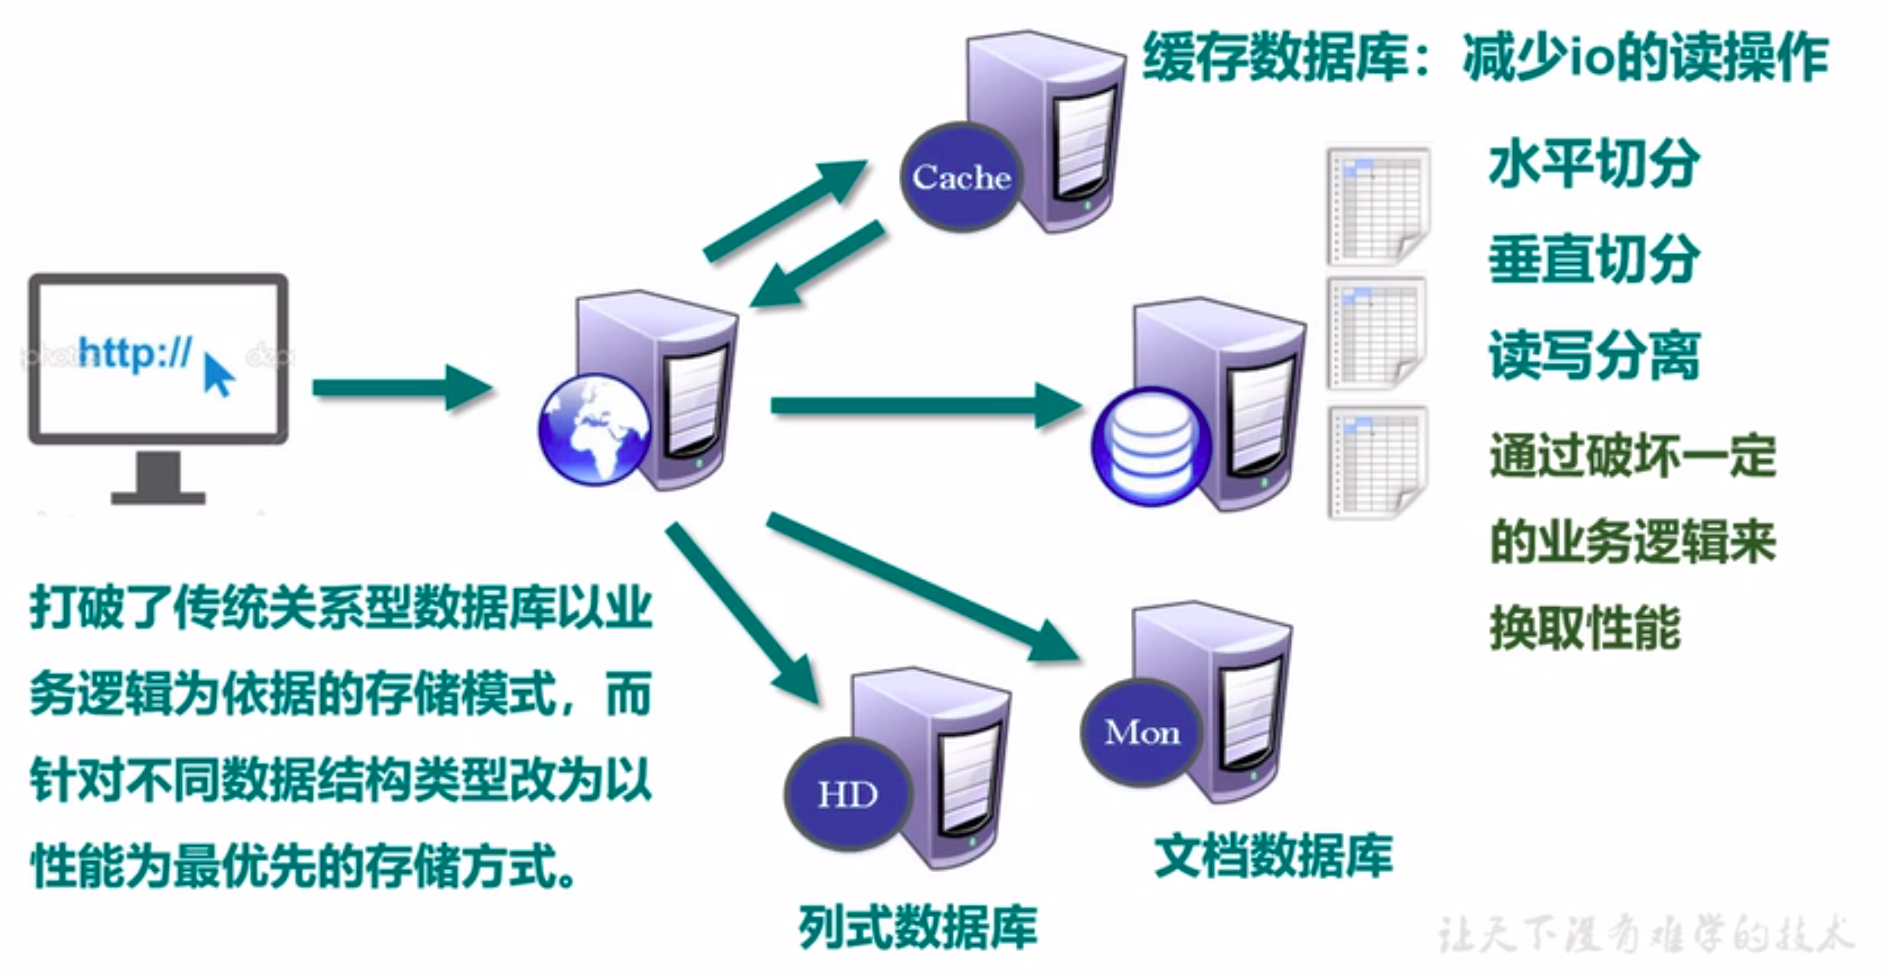 缓存数据库：减少io的读操作
Cache
水平切分
垂直切分
读写分离
http://
通过破坏一定
的业务逻辑来
换取性能
打破了传统关系型数据库以业
务逻辑为依据的存储模式，而
针对不同数据结构类型改为以
性能为最优先的存储方式。
Mon
HD
文档数据库
列式数据库
让天下没有难学的技术